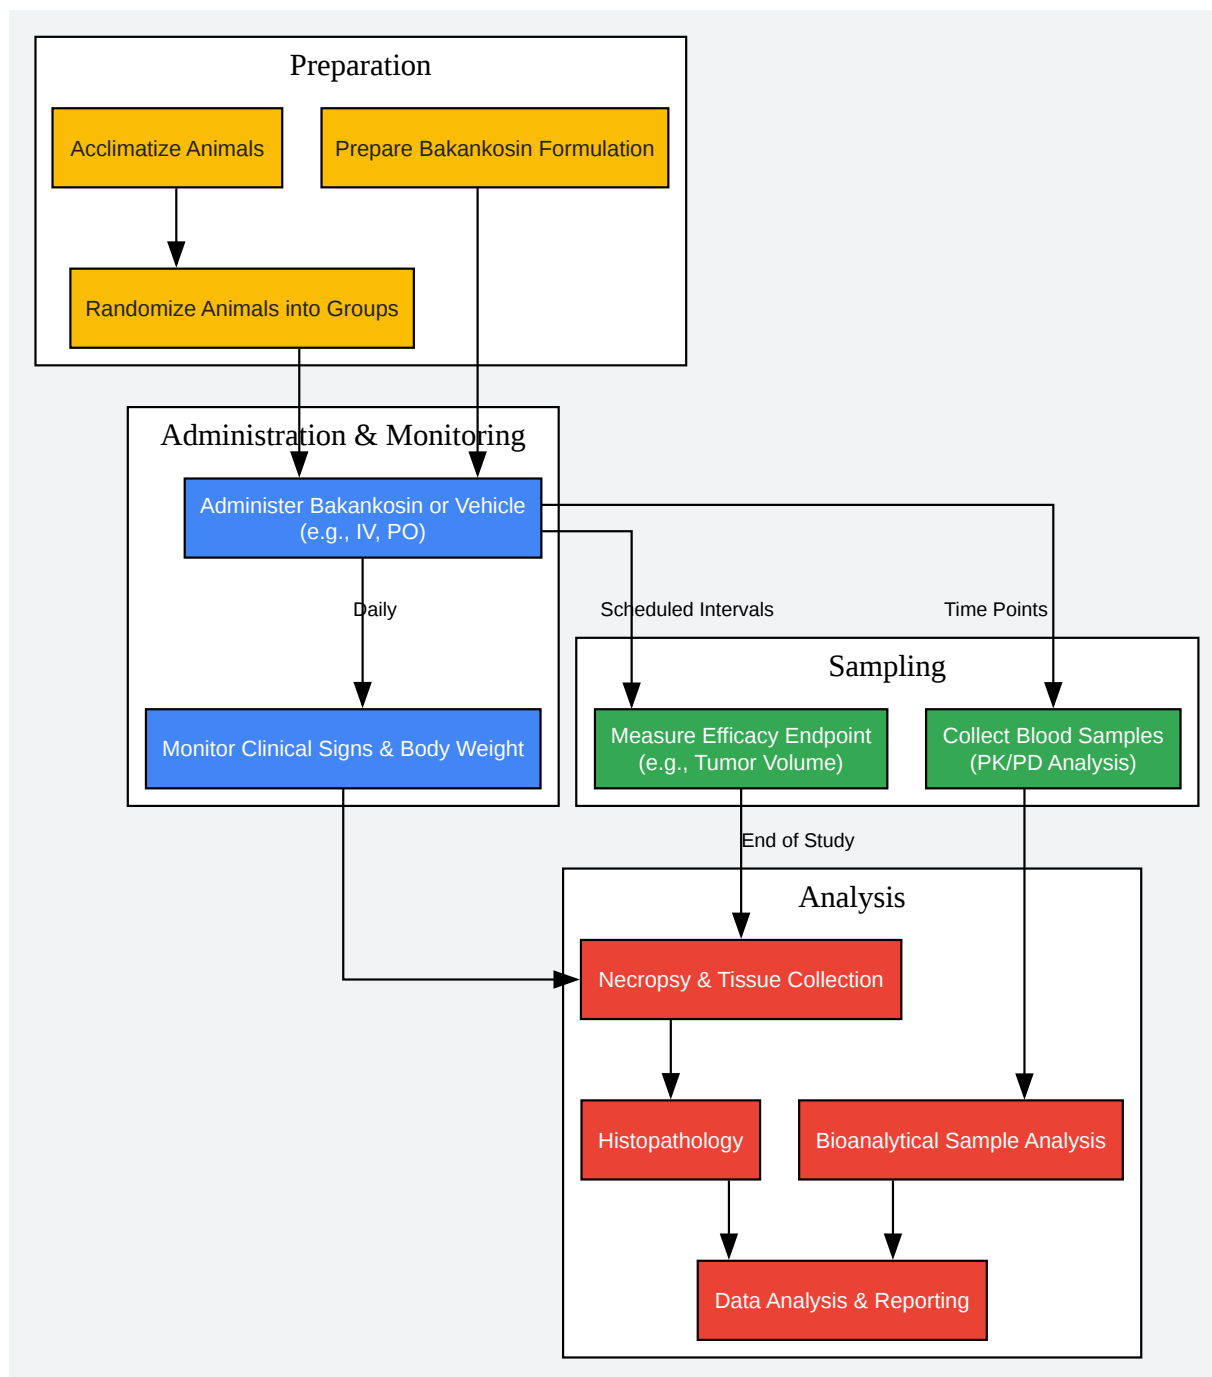 Preparation
Acclimatize Animals
Prepare Bakankosin Formulation
Randomize Animals into Groups
Administration & Monitoring
Administer Bakankosin or Vehicle
(e.g., IV, PO)
Daily
Scheduled Intervals
Time Points
Sampling
Monitor Clinical Signs & Body Weight
Measure Efficacy Endpoint
(e.g., Tumor Volume)
Collect Blood Samples
(PK/PD Analysis)
End of Study
Analysis
Necropsy & Tissue Collection
Histopathology
Bioanalytical Sample Analysis
Data Analysis & Reporting